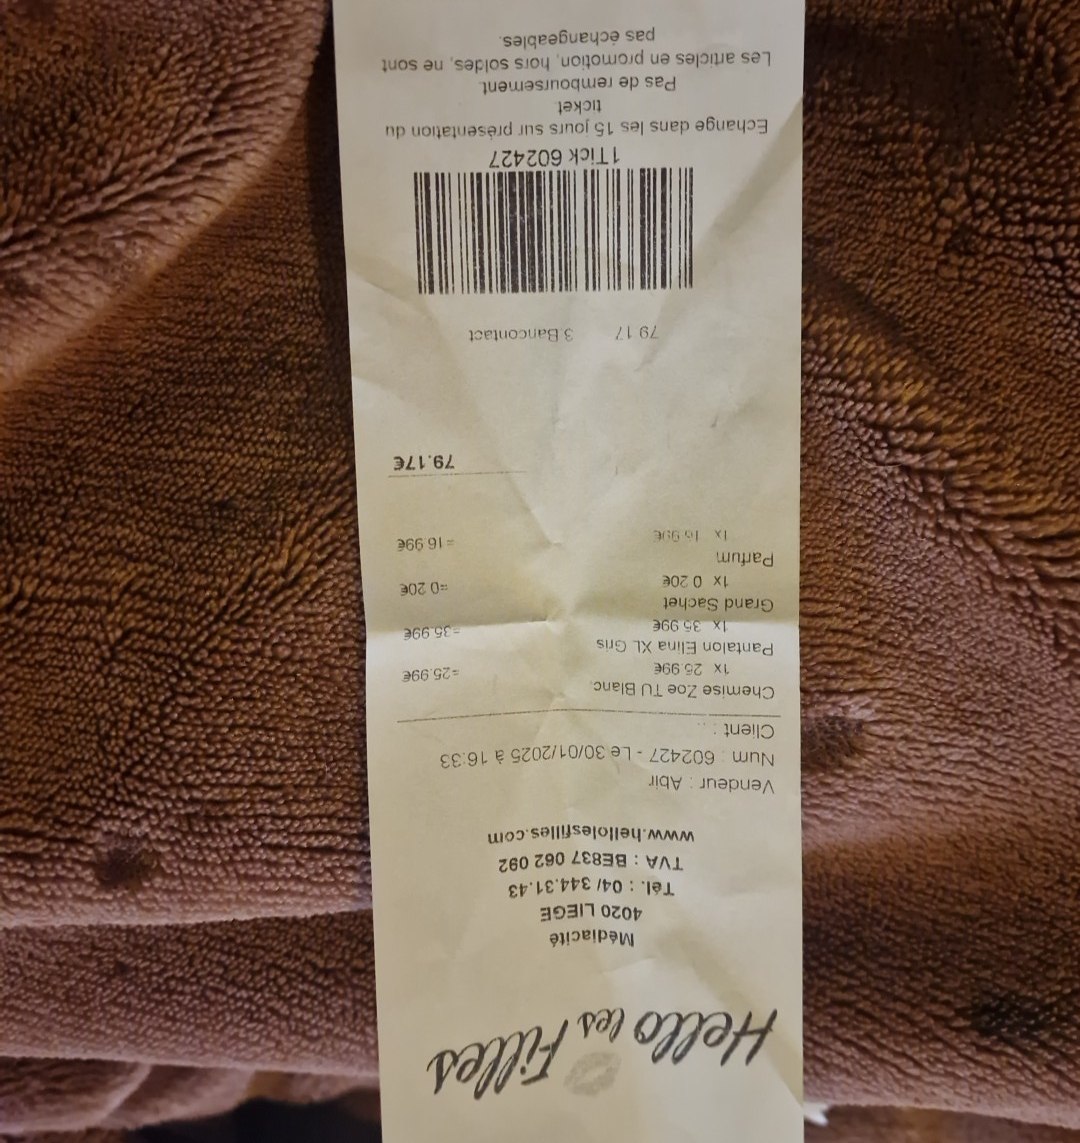 Hello les Filles
Médiacité
4020 LIEGE
Tél. : 04/ 344.31.43
TVA : BE837 062 092
www.hellolesfilles.com
Vendeur : Abir
Num : 602427 - Le 30/01/2025 à 16:33
Client : ..
Chemise Zoe TU Blanc
1x 25.99€ =25.99€
Pantalon Elina XL Gris
1x 35.99€ =35.99€
Grand Sachet
1x 0.20€ =0.20€
Parfum
1x 16.99€ =16.99€
79.17€
79.17 3.Bancontact
1Tick 602427
Echange dans les 15 jours sur présentation du
ticket.
Pas de remboursement.
Les articles en promotion, hors soldes, ne sont
pas échangeables.